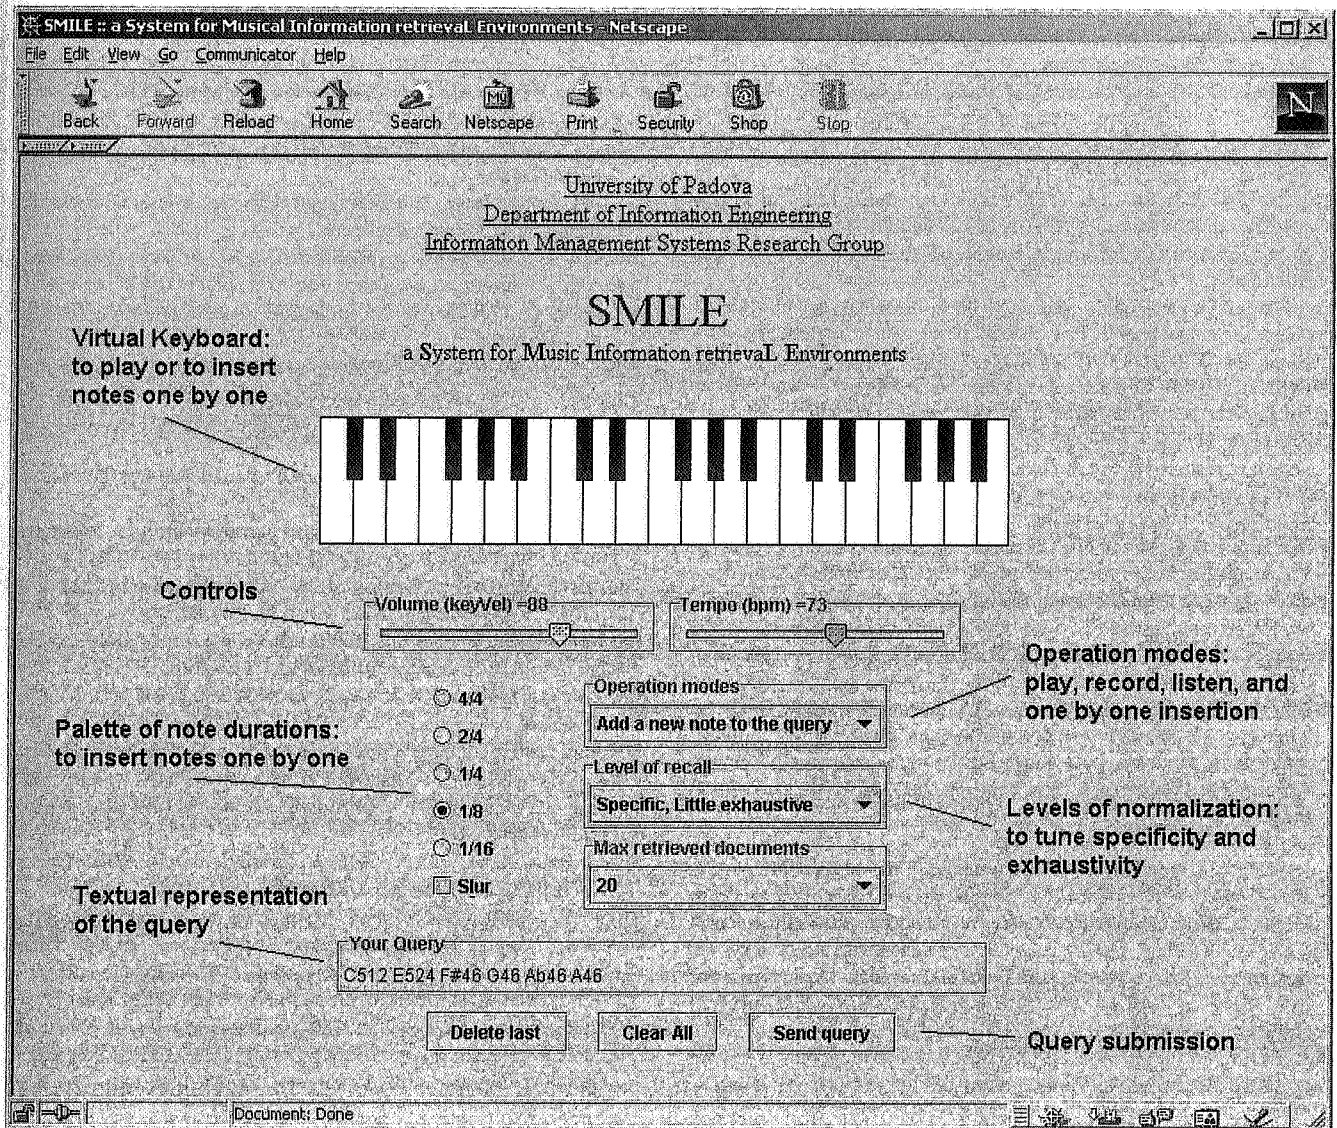 SMILE :: a System for Musical Information retrievaL Environments - Netscape
File Edit View Go Communicator Help
My
Back Forward Reload Home Search Netscape Print Security Shop Stop
N
University of Padova
Department of Information Engineering
Information Management Systems Research Group
SMILE
a System for Music Information retrievaL Environments
Virtual Keyboard:
to play or to insert
notes one by one
Controls
Volume (keyVel) =88
Tempo (bpm) =73
Operation modes:
play, record, listen, and
one by one insertion
Palette of note durations:
to insert notes one by one
4/4
2/4
1/4
1/8
1/16
Slur
Operation modes
Add a new note to the query
Level of recall
Specific, Little exhaustive
Max retrieved documents
20
Levels of normalization:
to tune specificity and
exhaustivity
Textual representation
of the query
Your Query
C512 E524 F#46 G46 Ab46 A46
Delete last Clear All Send query
Query submission
Document: Done